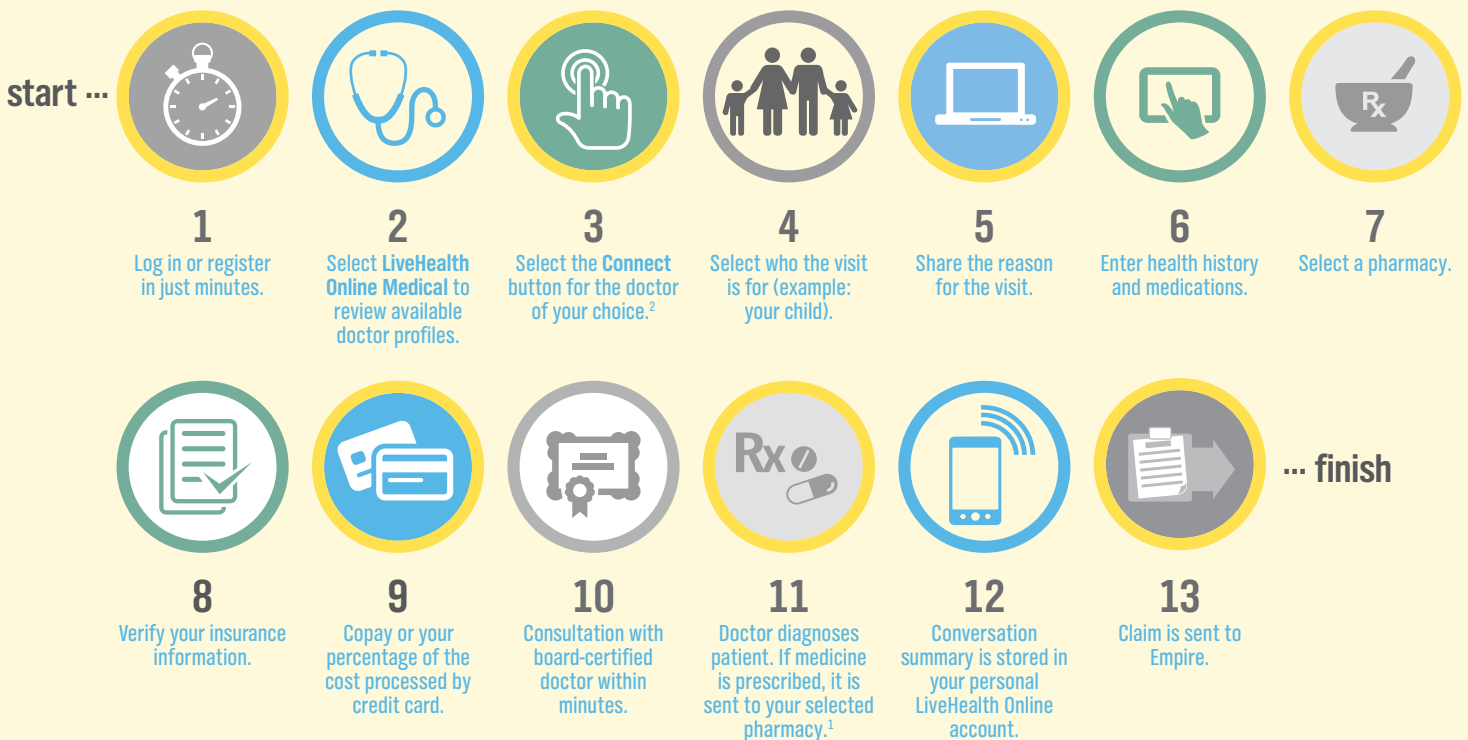 start ...
1
Log in or register
in just minutes.
2
Select LiveHealth
Online Medical to
review available
doctor profiles.
3
Select the Connect
button for the doctor
of your choice.2
4
Select who the visit
is for (example:
your child).
5
Share the reason
for the visit.
6
Enter health history
and medications.
Rx
7
Select a pharmacy.
8
Verify your insurance
information.
9
Copay or your
percentage of the
cost processed by
credit card.
10
Consultation with
board-certified
doctor within
minutes.
Rx
11
Doctor diagnoses
patient. If medicine
is prescribed, it is
sent to your selected
pharmacy.1
12
Conversation
summary is stored in
your personal
LiveHealth Online
account.
13
Claim is sent to
Empire.
... finish